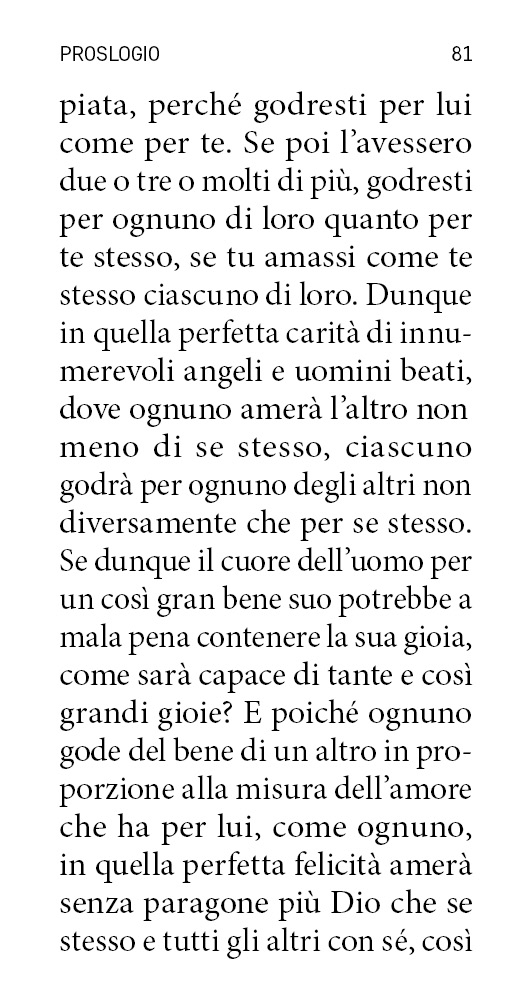 PROSLOGIO 81
piata, perché godresti per lui
come per te. Se poi l’avessero
due o tre o molti di più, godresti
per ognuno di loro quanto per
te stesso, se tu amassi come te
stesso ciascuno di loro. Dunque
in quella perfetta carità di innu-
merevoli angeli e uomini beati,
dove ognuno amerà l’altro non
meno di se stesso, ciascuno
godrà per ognuno degli altri non
diversamente che per se stesso.
Se dunque il cuore dell’uomo per
un così gran bene suo potrebbe a
mala pena contenere la sua gioia,
come sarà capace di tante e così
grandi gioie? E poiché ognuno
gode del bene di un altro in pro-
porzione alla misura dell’amore
che ha per lui, come ognuno,
in quella perfetta felicità amerà
senza paragone più Dio che se
stesso e tutti gli altri con sé, così